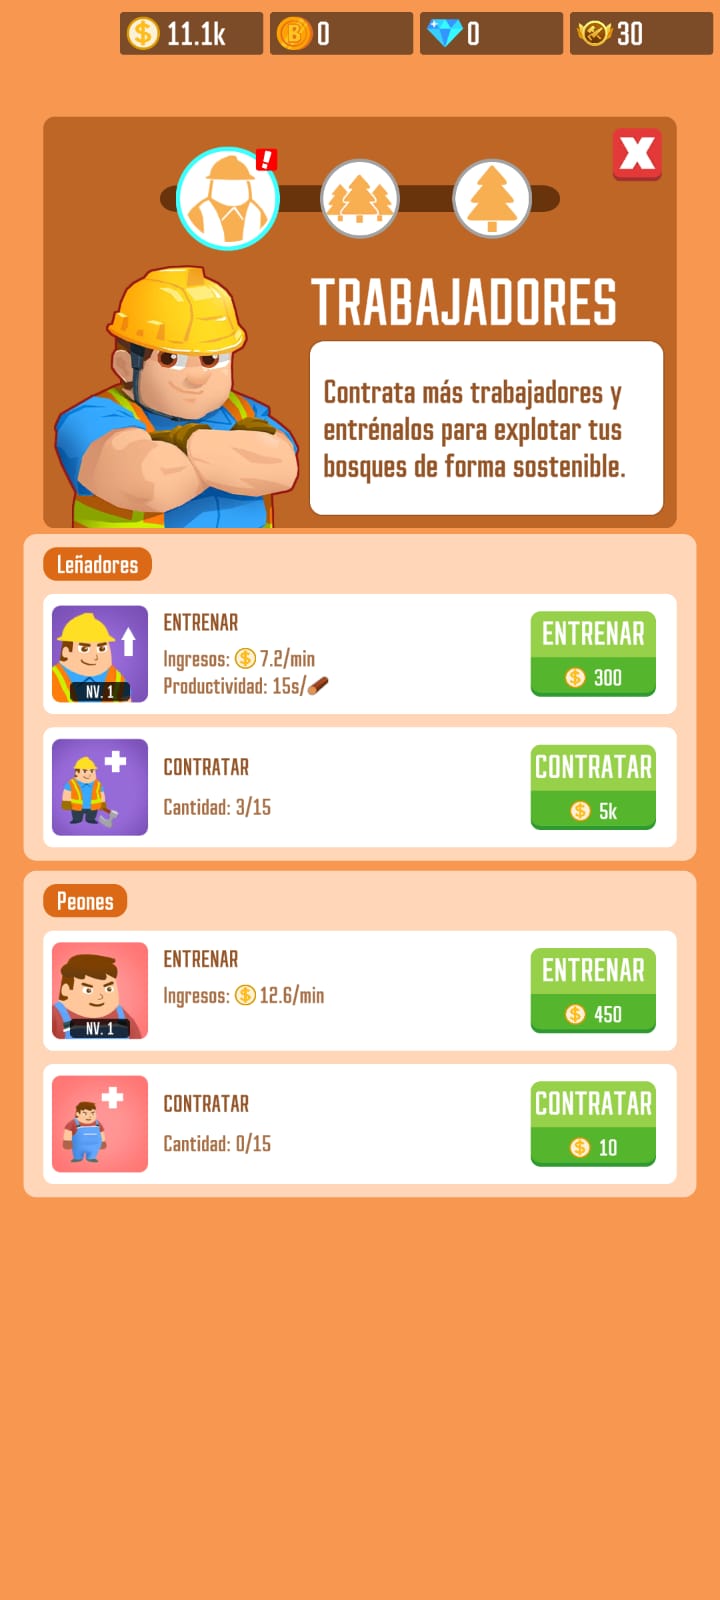 11.1k 0 0 30
TRABAJADORES
Contrata más trabajadores y
entrénalos para explotar tus
bosques de forma sostenible.
Leñadores
ENTRENAR
Ingresos: 7.2/min
Productividad: 15s/
NV. 1
ENTRENAR
300
CONTRATAR
Cantidad: 3/15
CONTRATAR
5k
Peones
ENTRENAR
Ingresos: 12.6/min
NV. 1
ENTRENAR
450
CONTRATAR
Cantidad: 0/15
CONTRATAR
10